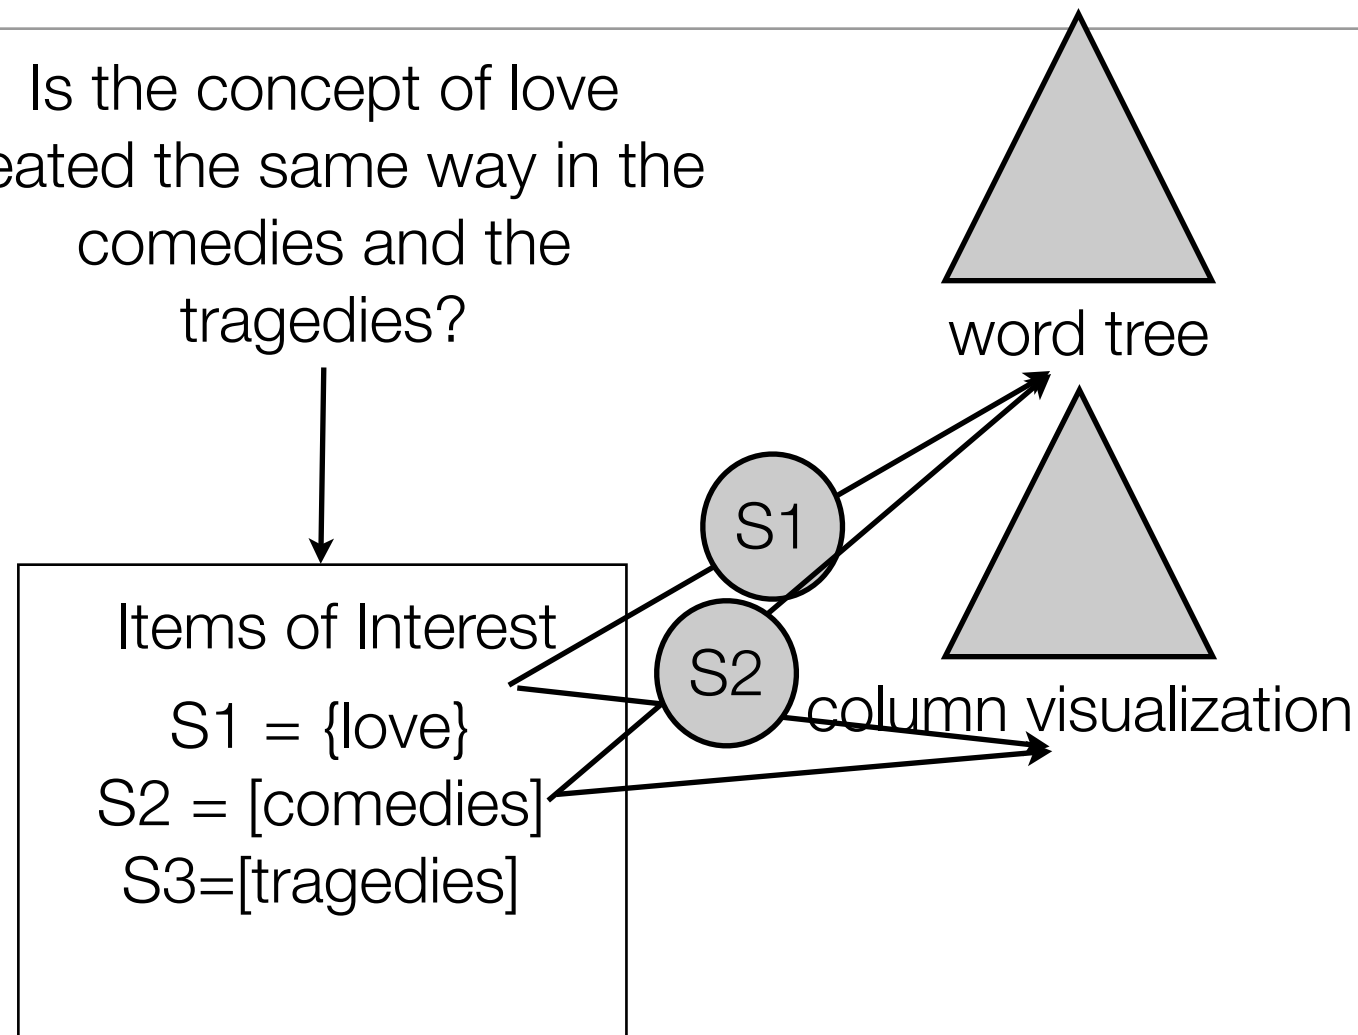 Is the concept of love
eated the same way in the
comedies and the
tragedies?
word tree
S1
Items of Interest
S2
column visualization
S1 = {love}
S2 = [comedies]
S3=[tragedies]